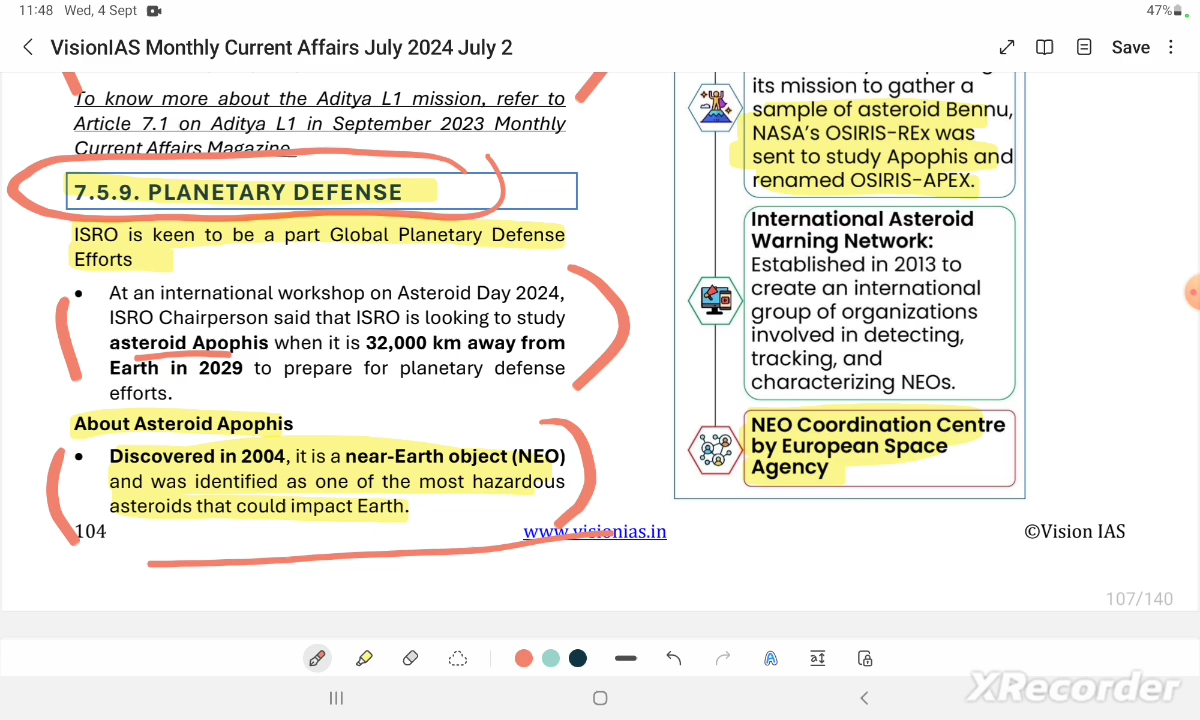 11:48 Wed, 4 Sept
47%
VisionIAS Monthly Current Affairs July 2024 July 2
Save
To know more about the Aditya L1 mission, refer to
Article 7.1 on Aditya L1 in September 2023 Monthly
Current Affairs Magazine.
7.5.9. PLANETARY DEFENSE
ISRO is keen to be a part Global Planetary Defense
Efforts
• At an international workshop on Asteroid Day 2024,
ISRO Chairperson said that ISRO is looking to study
asteroid Apophis when it is 32,000 km away from
Earth in 2029 to prepare for planetary defense
efforts.
About Asteroid Apophis
• Discovered in 2004, it is a near-Earth object (NEO)
and was identified as one of the most hazardous
asteroids that could impact Earth.
its mission to gather a
sample of asteroid Bennu,
NASA's OSIRIS-REx was
sent to study Apophis and
renamed OSIRIS-APEX.
International Asteroid
Warning Network:
Established in 2013 to
create an international
group of organizations
involved in detecting,
tracking, and
characterizing NEOs.
NEO Coordination Centre
by European Space
Agency
104
www.visionias.in
©Vision IAS
107/140
XRecorder